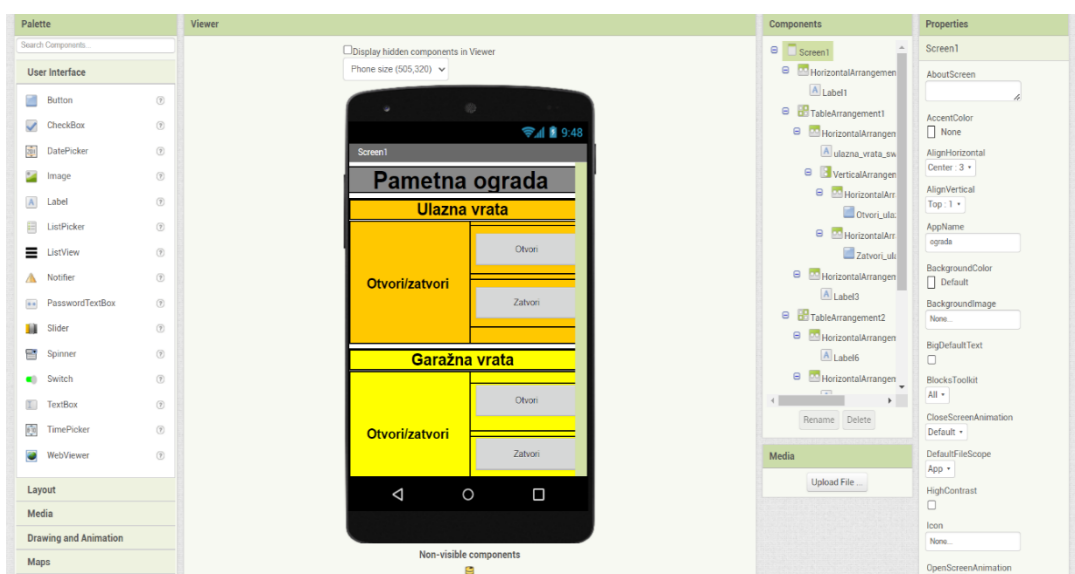 Palette
Search Components...
User Interface
Button
CheckBox
DatePicker
Image
Label
ListPicker
ListView
Notifier
PasswordTextBox
Slider
Spinner
Switch
TextBox
TimePicker
WebViewer
Layout
Media
Drawing and Animation
Maps
Viewer
Display hidden components in Viewer
Phone size (505,320)
9:48
Screen1
Pametna ograda
Ulazna vrata
Otvori/zatvori
Otvori
Zatvori
Garažna vrata
Otvori/zatvori
Otvori
Zatvori
Non-visible components
Components
Screen1
HorizontalArrangemen
Label1
TableArrangement1
HorizontalArrangen
ulazna_vrata_sw
VerticalArrangen
HorizontalArr
Otvori_ula
HorizontalArr
Zatvori_ula
HorizontalArrangen
Label3
TableArrangement2
HorizontalArrangen
Label6
HorizontalArrangen
Rename Delete
Media
Upload File ...
Properties
Screen1
AboutScreen
AccentColor
None
AlignHorizontal
Center : 3
AlignVertical
Top : 1
AppName
ograda
BackgroundColor
Default
BackgroundImage
None...
BigDefaultText
BlocksToolkit
All
CloseScreenAnimation
Default
DefaultFileScope
App
HighContrast
Icon
None...
OpenScreenAnimation